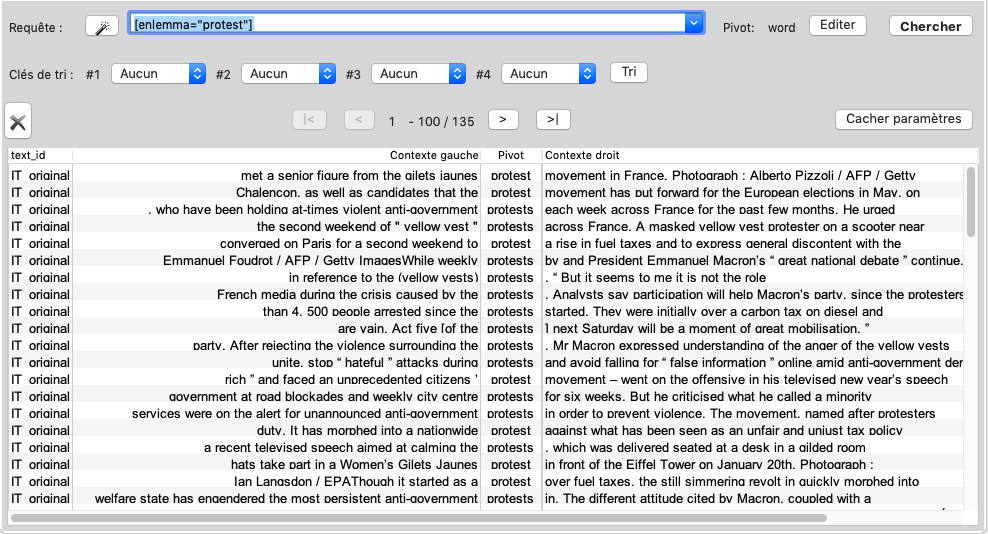 Requête : [enlemma="protest"] Pivot: word Editer Chercher
Clés de tri : #1 Aucun #2 Aucun #3 Aucun #4 Aucun Tri
|< < 1 - 100 / 135 > >| Cacher paramètres
text_id Contexte gauche Pivot Contexte droit
IT_original met a senior figure from the gilets jaunes protest movement in France. Photograph : Alberto Pizzoli / AFP / Getty
IT_original Chalencon, as well as candidates that the protest movement has put forward for the European elections in May, on
IT_original , who have been holding at-times violent anti-government protests each week across France for the past few months. He urged
IT_original the second weekend of " yellow vest " protests across France. A masked yellow vest protester on a scooter near
IT_original converged on Paris for a second weekend to protest a rise in fuel taxes and to express general discontent with the
IT_original Emmanuel Foudrot / AFP / Getty ImagesWhile weekly protests by and President Emmanuel Macron’s “ great national debate ” continue,
IT_original in reference to the (yellow vests) protests . “ But it seems to me it is not the role
IT_original French media during the crisis caused by the protests . Analysts say participation will help Macron’s party, since the protesters
IT_original than 4, 500 people arrested since the protests started. They were initially over a carbon tax on diesel and
IT_original are vain. Act five [of the protests ] next Saturday will be a moment of great mobilisation. ”
IT_original party. After rejecting the violence surrounding the protests . Mr Macron expressed understanding of the anger of the yellow vests
IT_original unite, stop “ hateful ” attacks during protests and avoid falling for “ false information ” online amid anti-government
IT_original rich ” and faced an unprecedented citizens ’ protest movement – went on the offensive in his televised new year’s speech
IT_original government at road blockades and weekly city centre protests for six weeks. But he criticised what he called a minority
IT_original services were on the alert for unannounced anti-government protests in order to prevent violence. The movement, named after protesters
IT_original duty. It has morphed into a nationwide protest against what has been seen as an unfair and unjust tax policy
IT_original a recent televised speech aimed at calming the protests , which was delivered seated at a desk in a gilded room
IT_original hats take part in a Women’s Gilets Jaunes protest in front of the Eiffel Tower on January 20th. Photograph :
IT_original Ian Langsdon / EPAThough it started as a protest over fuel taxes, the still simmering revolt in quickly morphed into
IT_original welfare state has engendered the most persistent anti-government protests in. The different attitude cited by Macron, coupled with a